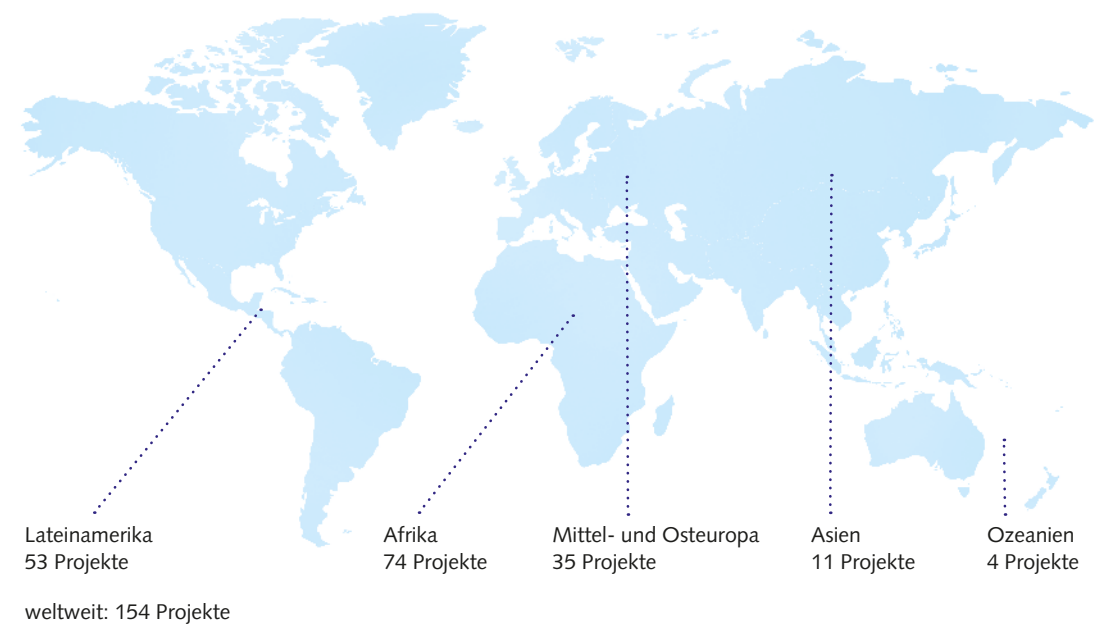 Lateinamerika
53 Projekte
Afrika
74 Projekte
Mittel- und Osteuropa
35 Projekte
Asien
11 Projekte
Ozeanien
4 Projekte
weltweit: 154 Projekte